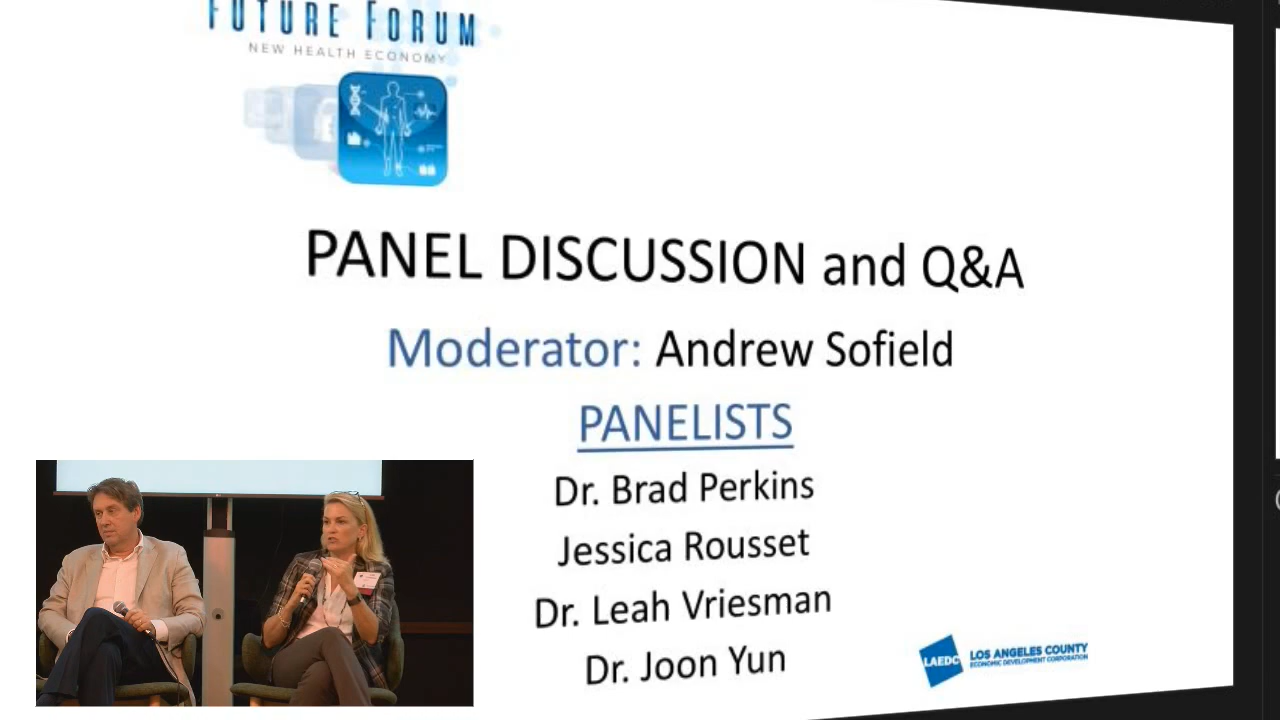 FUTURE FORUM
NEW HEALTH ECONOMY
PANEL DISCUSSION and Q&A
Moderator: Andrew Sofield
PANELISTS
Dr. Brad Perkins
Jessica Rousset
Dr. Leah Vriesman
Dr. Joon Yun
LAEDC
LOS ANGELES COUNTY
ECONOMIC DEVELOPMENT CORPORATION